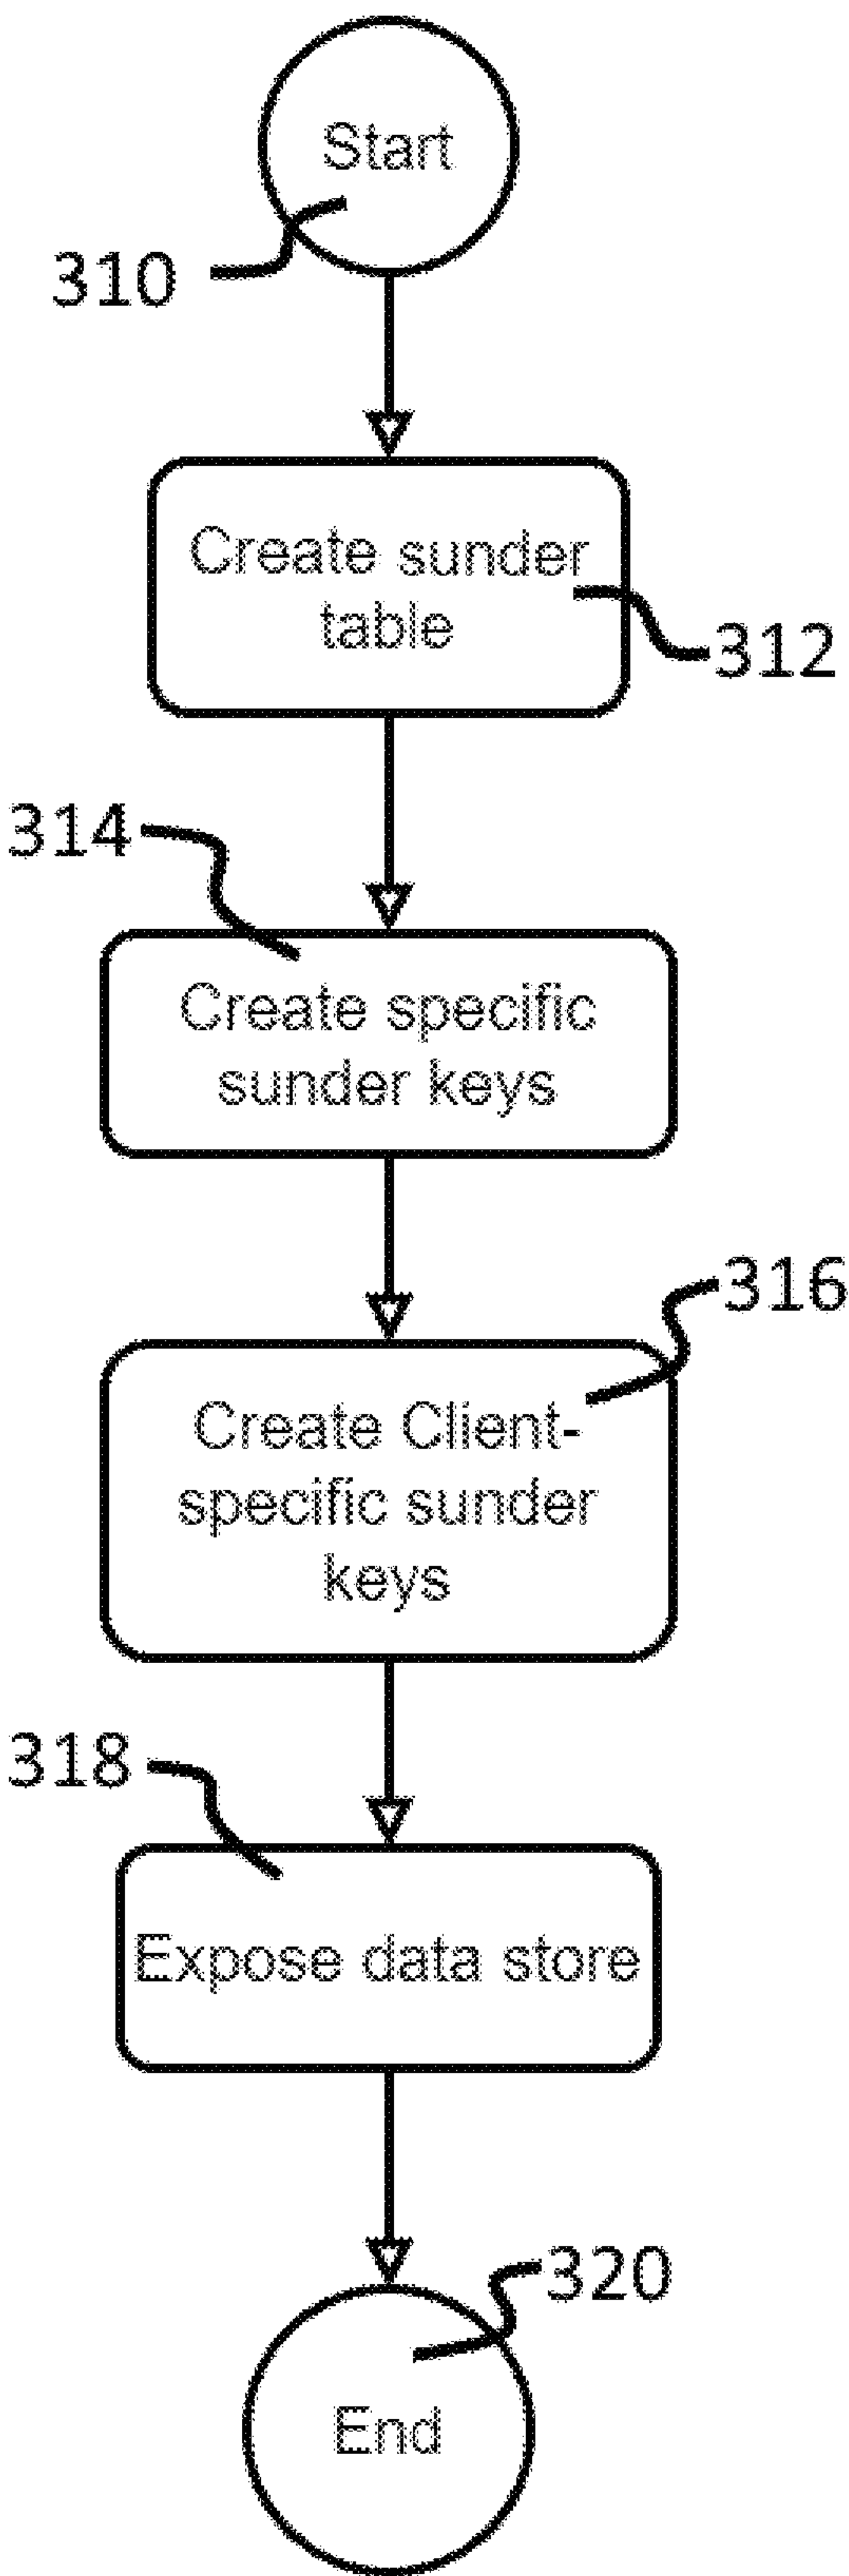 Start
310
Create sunder
table
312
314
Create specific
sunder keys
316
Create Client-
specific sunder
keys
318
Expose data store
320
End